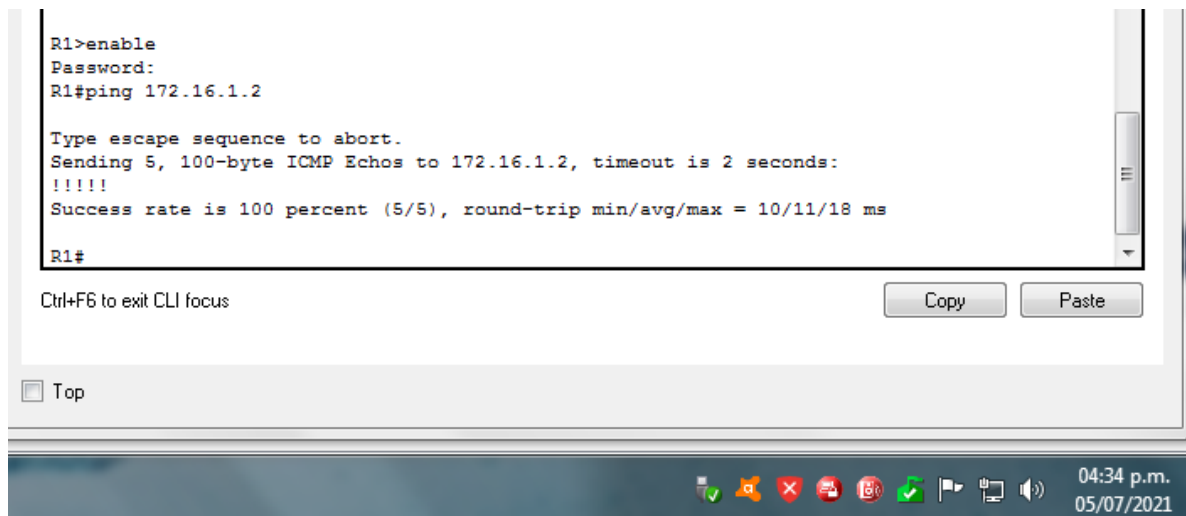 R1>enable
Password:
R1#ping 172.16.1.2
Type escape sequence to abort.
Sending 5, 100-byte ICMP Echos to 172.16.1.2, timeout is 2 seconds:
!!!!!
Success rate is 100 percent (5/5), round-trip min/avg/max = 10/11/18 ms
R1#
Ctrl+F6 to exit CLI focus
Copy
Paste
Top
04:34 p.m.
05/07/2021